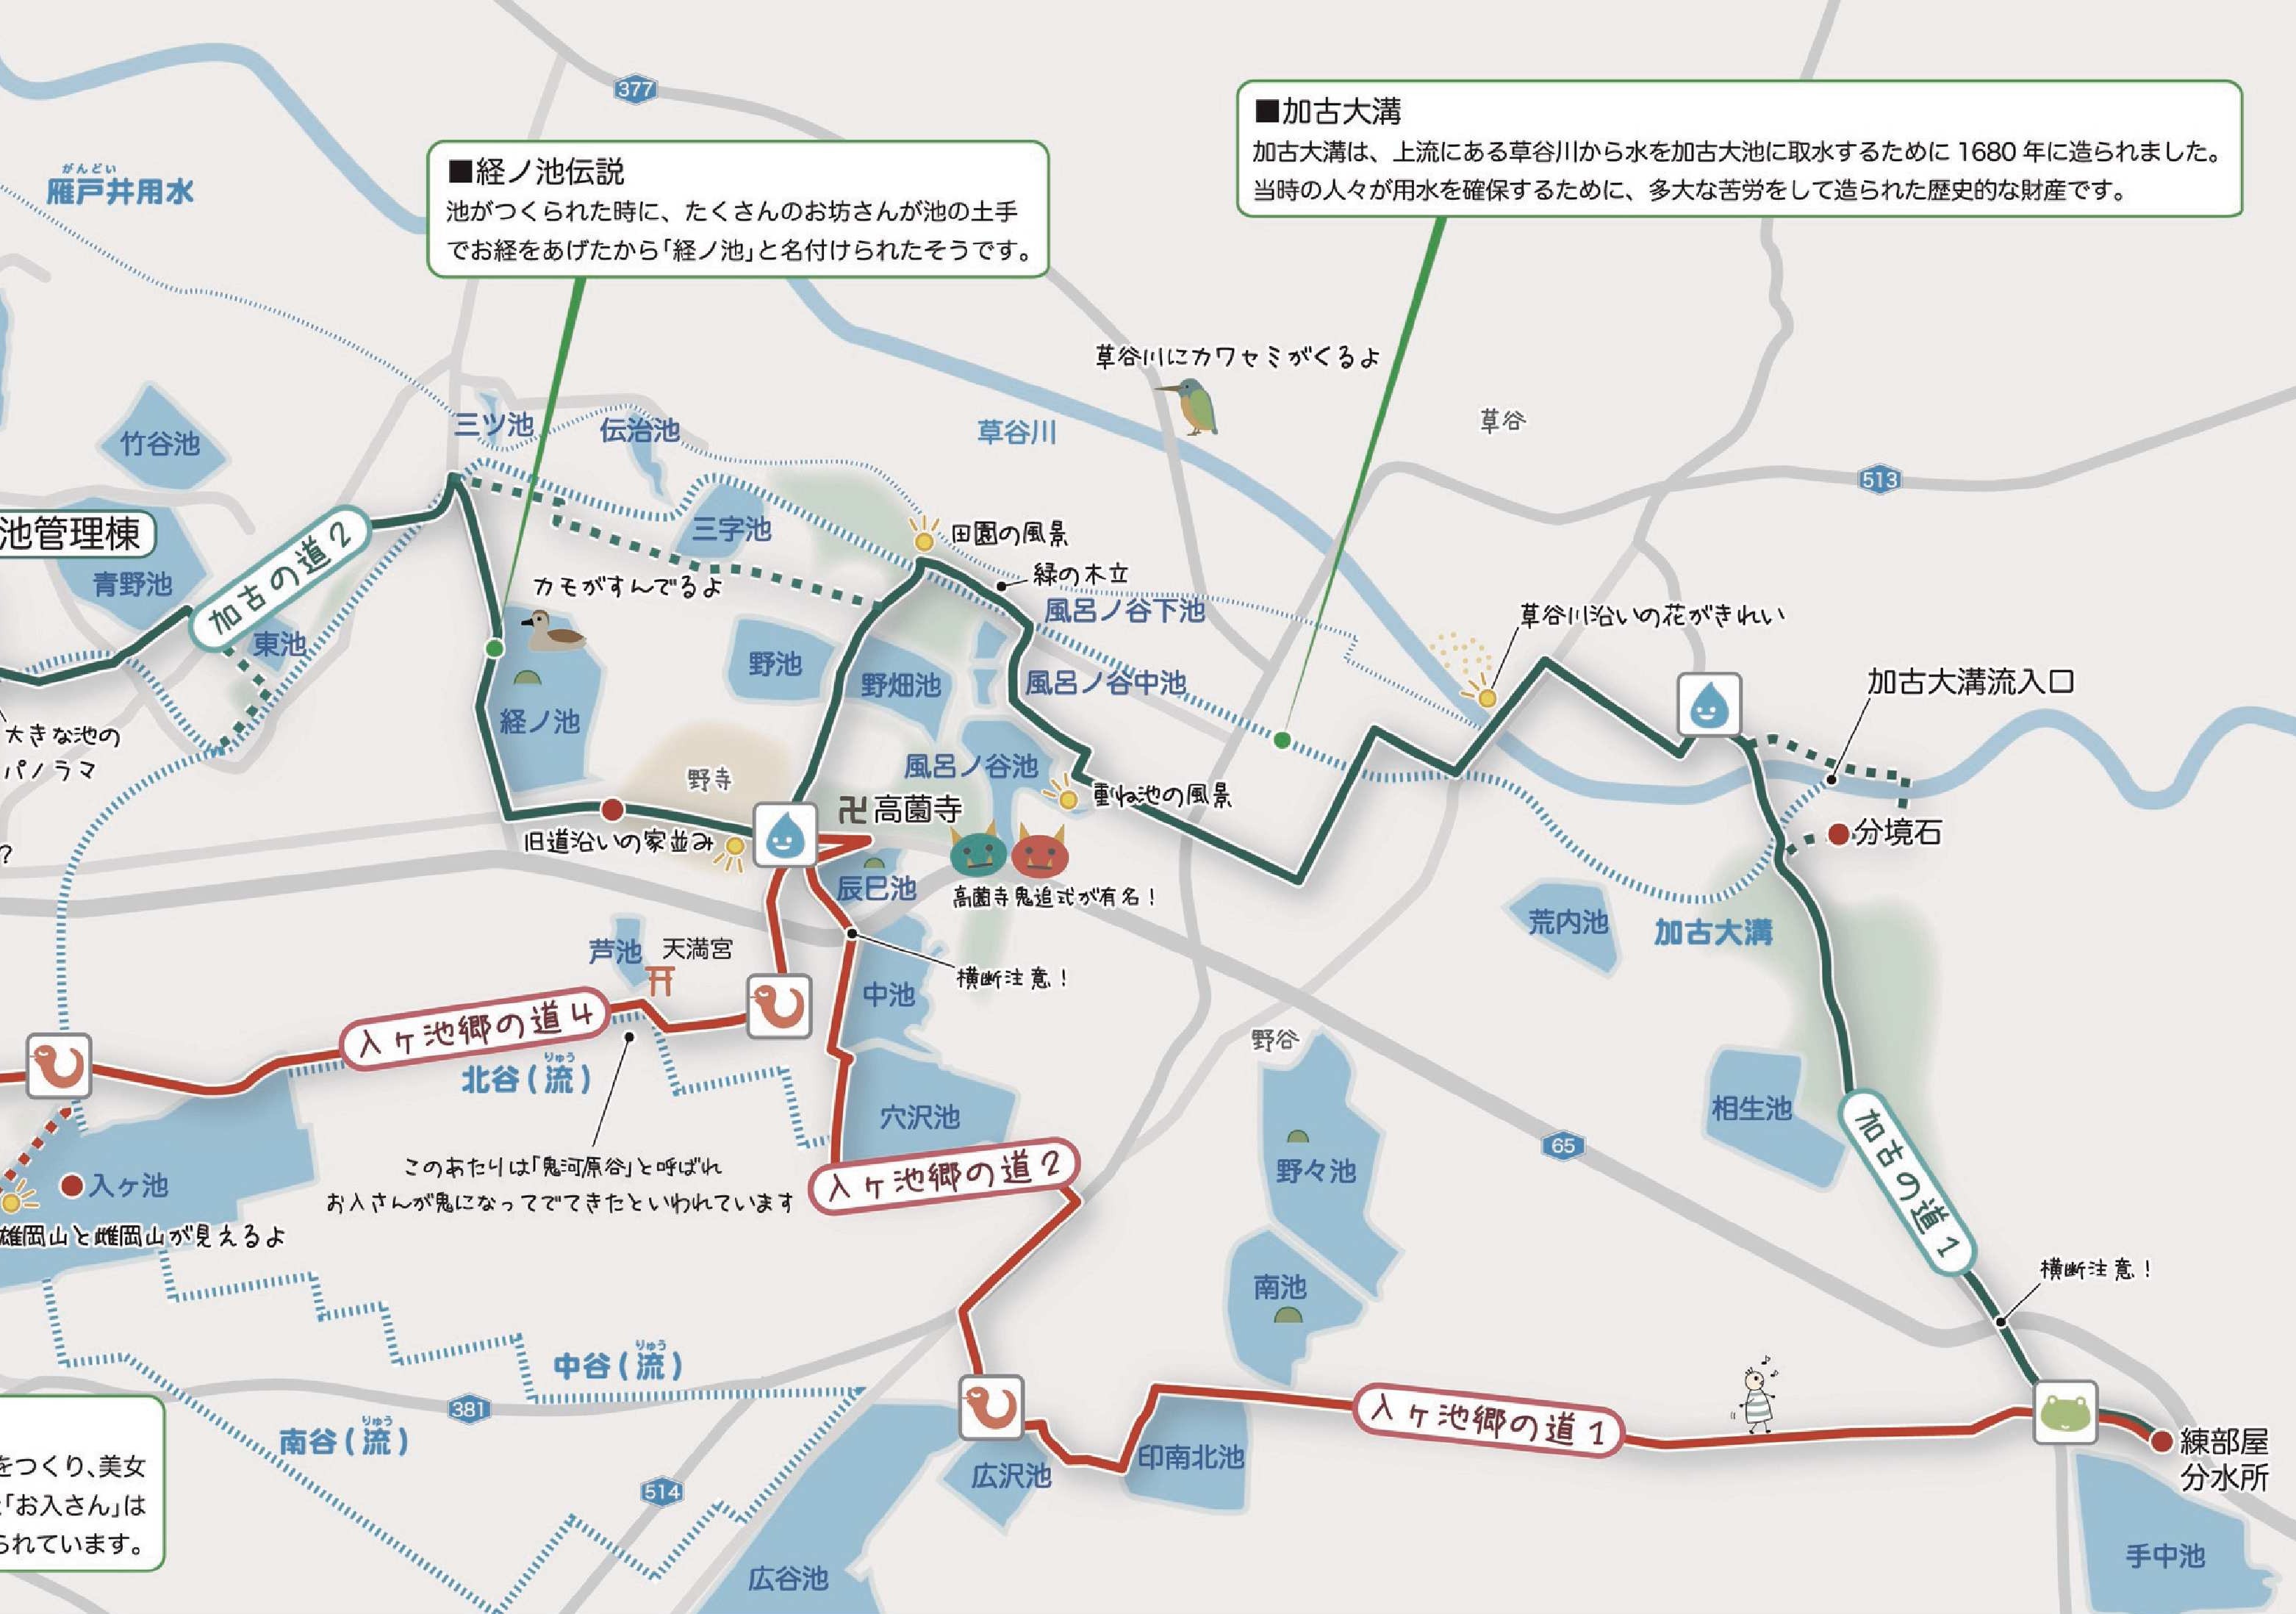 377
■加古大溝
加古大溝は、上流にある草谷川から水を加古大池に取水するために 1680 年に造られました。
当時の人々が用水を確保するために、多大な苦労をして造られた歴史的な財産です。
■経ノ池伝説
池がつくられた時に、たくさんのお坊さんが池の土手
でお経をあげたから｢経ノ池｣と名付けられたそうです。
がんどい
雁戸井用水
草谷川にカワセミがくるよ
三ツ池
伝治池
草谷川
草谷
竹谷池
513
池管理棟
加古の道 2
三字池
田園の風景
青野池
カモがすんでるよ
緑の木立
風呂ノ谷下池
草谷川沿いの花がきれい
東池
野池
野畑池
風呂ノ谷中池
加古大溝流入口
大きな池の
パノラマ
経ノ池
野寺
風呂ノ谷池
重ね池の風景
卍 高薗寺
旧道沿いの家並み
分境石
?
辰巳池
高薗寺鬼追式が有名！
荒内池
加古大溝
芦池
天満宮
横断注意！
中池
入ヶ池郷の道 4
野谷
りゅう
北谷（流）
穴沢池
相生池
65
加古の道 1
このあたりは｢鬼河原谷｣と呼ばれ
お入さんが鬼になってでてきたといわれています
入ヶ池郷の道 2
野々池
入ヶ池
雄岡山と雌岡山が見えるよ
南池
横断注意！
りゅう
中谷（流）
381
りゅう
南谷（流）
入ヶ池郷の道 1
練部屋
分水所
印南北池
広沢池
をつくり､美女
｢お入さん｣は
られています。
514
広谷池
手中池